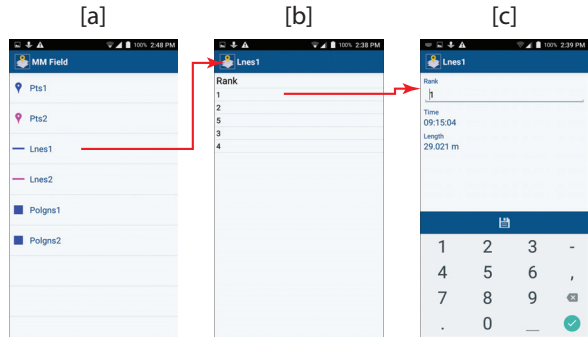 [a]
100% 2:48 PM
MM Field
Pts1
Pts2
Lnes1
Lnes2
Polgns1
Polgns2
[b]
100% 2:38 PM
Lnes1
Rank
1
2
5
3
4
[c]
100% 2:39 PM
Lnes1
Rank
1
Time
09:15:04
Length
29.021 m
1 2 3 -
4 5 6 ,
7 8 9
. 0 _